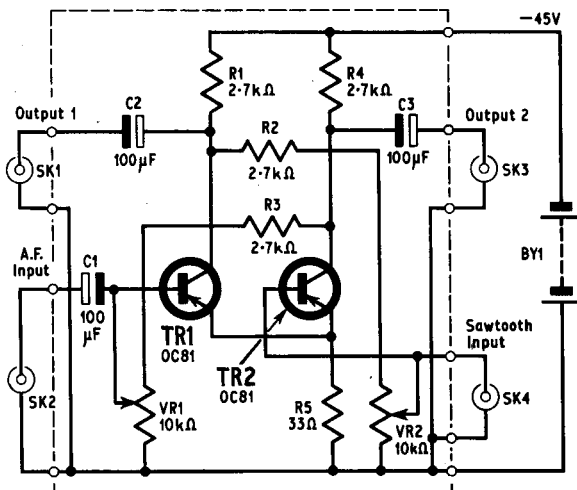 −45V
R1
2·7kΩ
R4
2·7kΩ
Output 1
C2
100μF
C3
100μF
Output 2
R2
2·7kΩ
SK1
SK3
R3
2·7kΩ
A.F.
Input
C1
100
μF
BY1
TR1
OC81
TR2
OC81
Sawtooth
Input
SK2
VR1
10kΩ
R5
33Ω
VR2
10kΩ
SK4